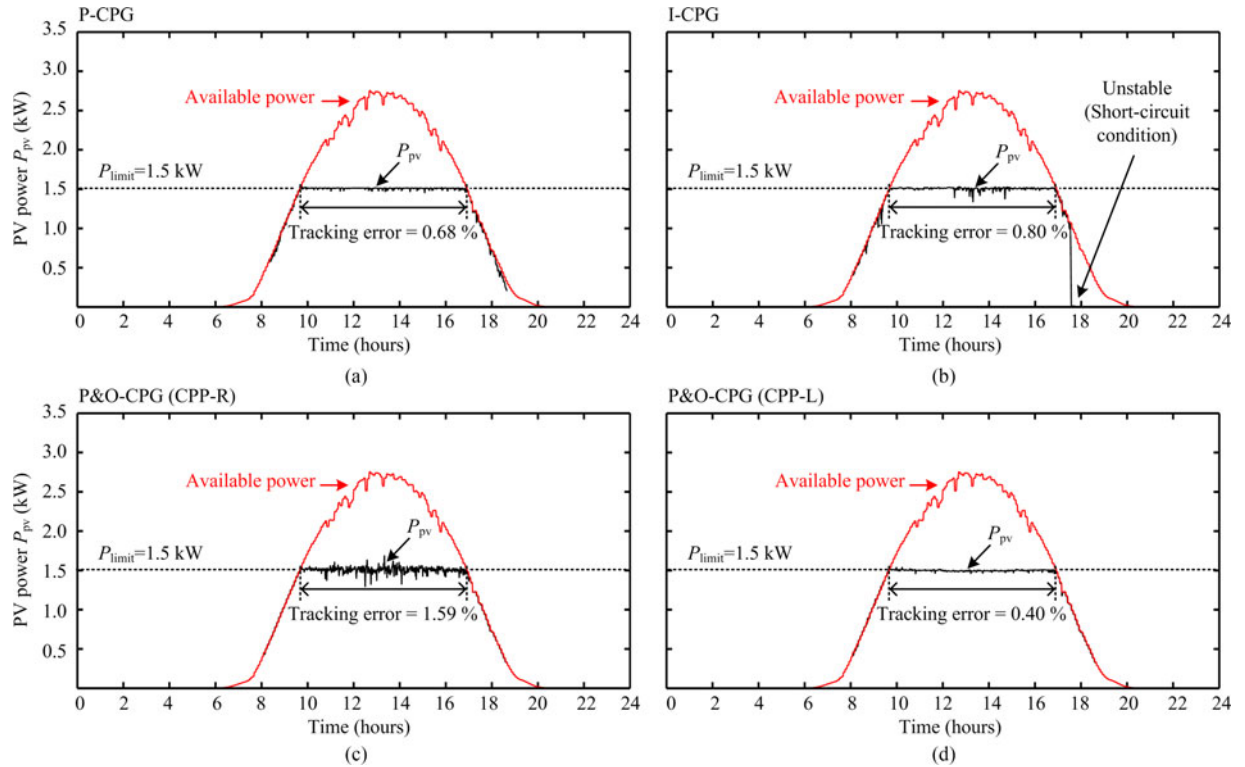 P-CPG
3.5
3.0
2.5
2.0
1.5
1.0
0.5
PV power Ppv (kW)
Available power
Ppv
Plimit=1.5 kW
Tracking error = 0.68 %
0 2 4 6 8 10 12 14 16 18 20 22 24
Time (hours)
(a)
I-CPG
Available power
Unstable
(Short-circuit
condition)
Ppv
Plimit=1.5 kW
Tracking error = 0.80 %
0 2 4 6 8 10 12 14 16 18 20 22 24
Time (hours)
(b)
P&O-CPG (CPP-R)
3.5
3.0
2.5
2.0
1.5
1.0
0.5
PV power Ppv (kW)
Available power
Ppv
Plimit=1.5 kW
Tracking error = 1.59 %
0 2 4 6 8 10 12 14 16 18 20 22 24
Time (hours)
(c)
P&O-CPG (CPP-L)
Available power
Ppv
Plimit=1.5 kW
Tracking error = 0.40 %
0 2 4 6 8 10 12 14 16 18 20 22 24
Time (hours)
(d)